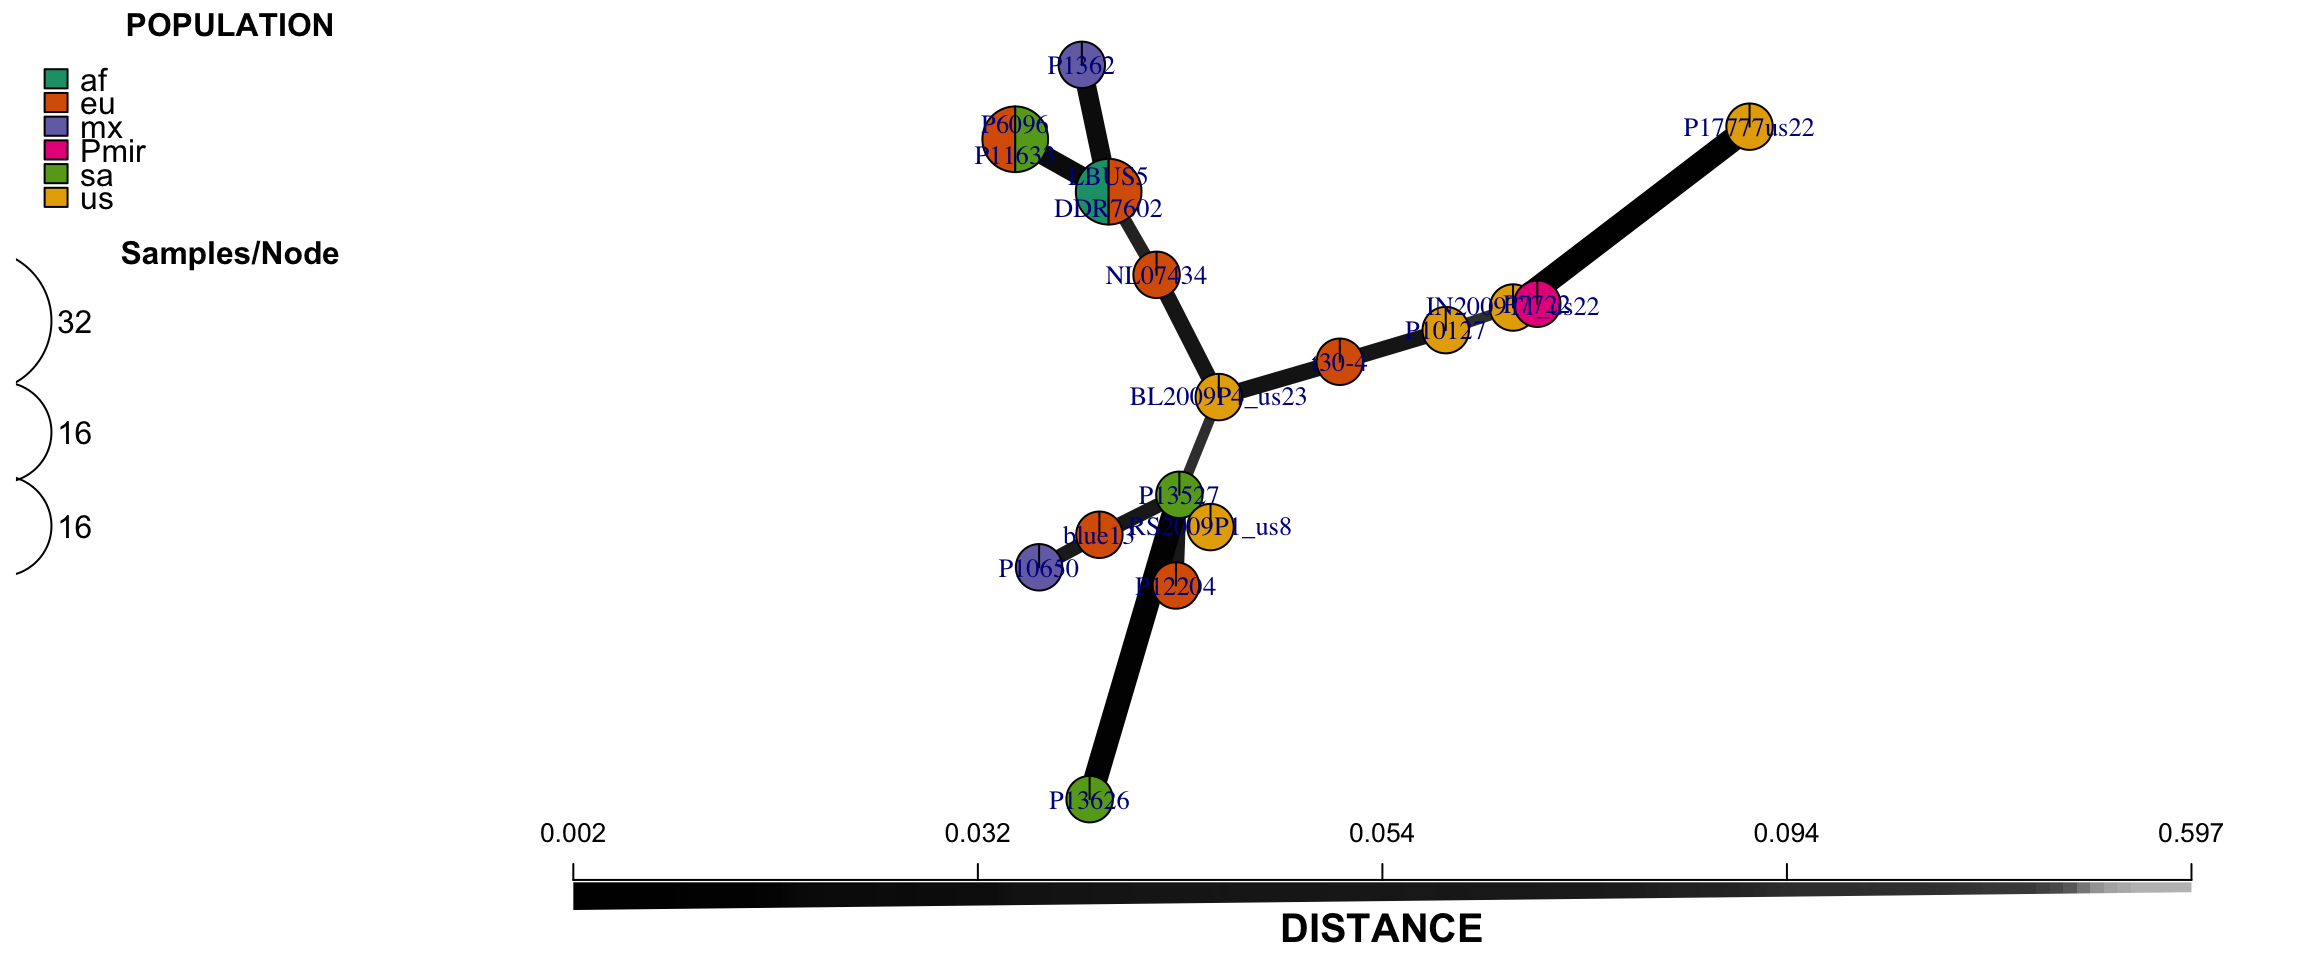 POPULATION
af
eu
mx
Pmir
sa
us
Samples/Node
32
16
16
P1362
P6096
P11633
LBUS5
DDR7602
NL07434
P17777us22
P7722
P10127
t30-4
BL2009P4_us23
P13527
RS2009P1_us8
blue13
P10650
P12204
P13626
0.002
0.032
0.054
0.094
0.597
DISTANCE